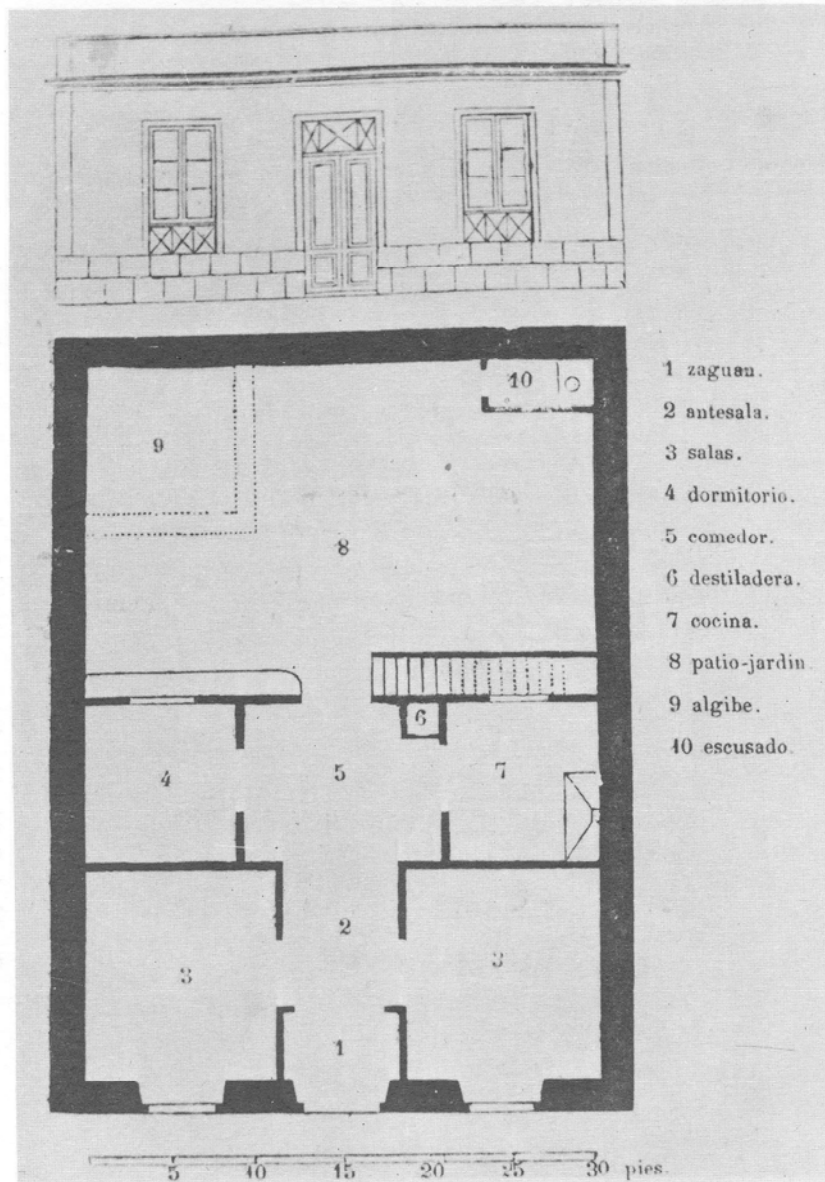 10
9
8
6
4
5
7
2
3
3
1
1 zaguan.
2 antesala.
3 salas.
4 dormitorio.
5 comedor.
6 destiladera.
7 cocina.
8 patio-jardin
9 algibe.
10 escusado.
5 10 15 20 25 30 pies.